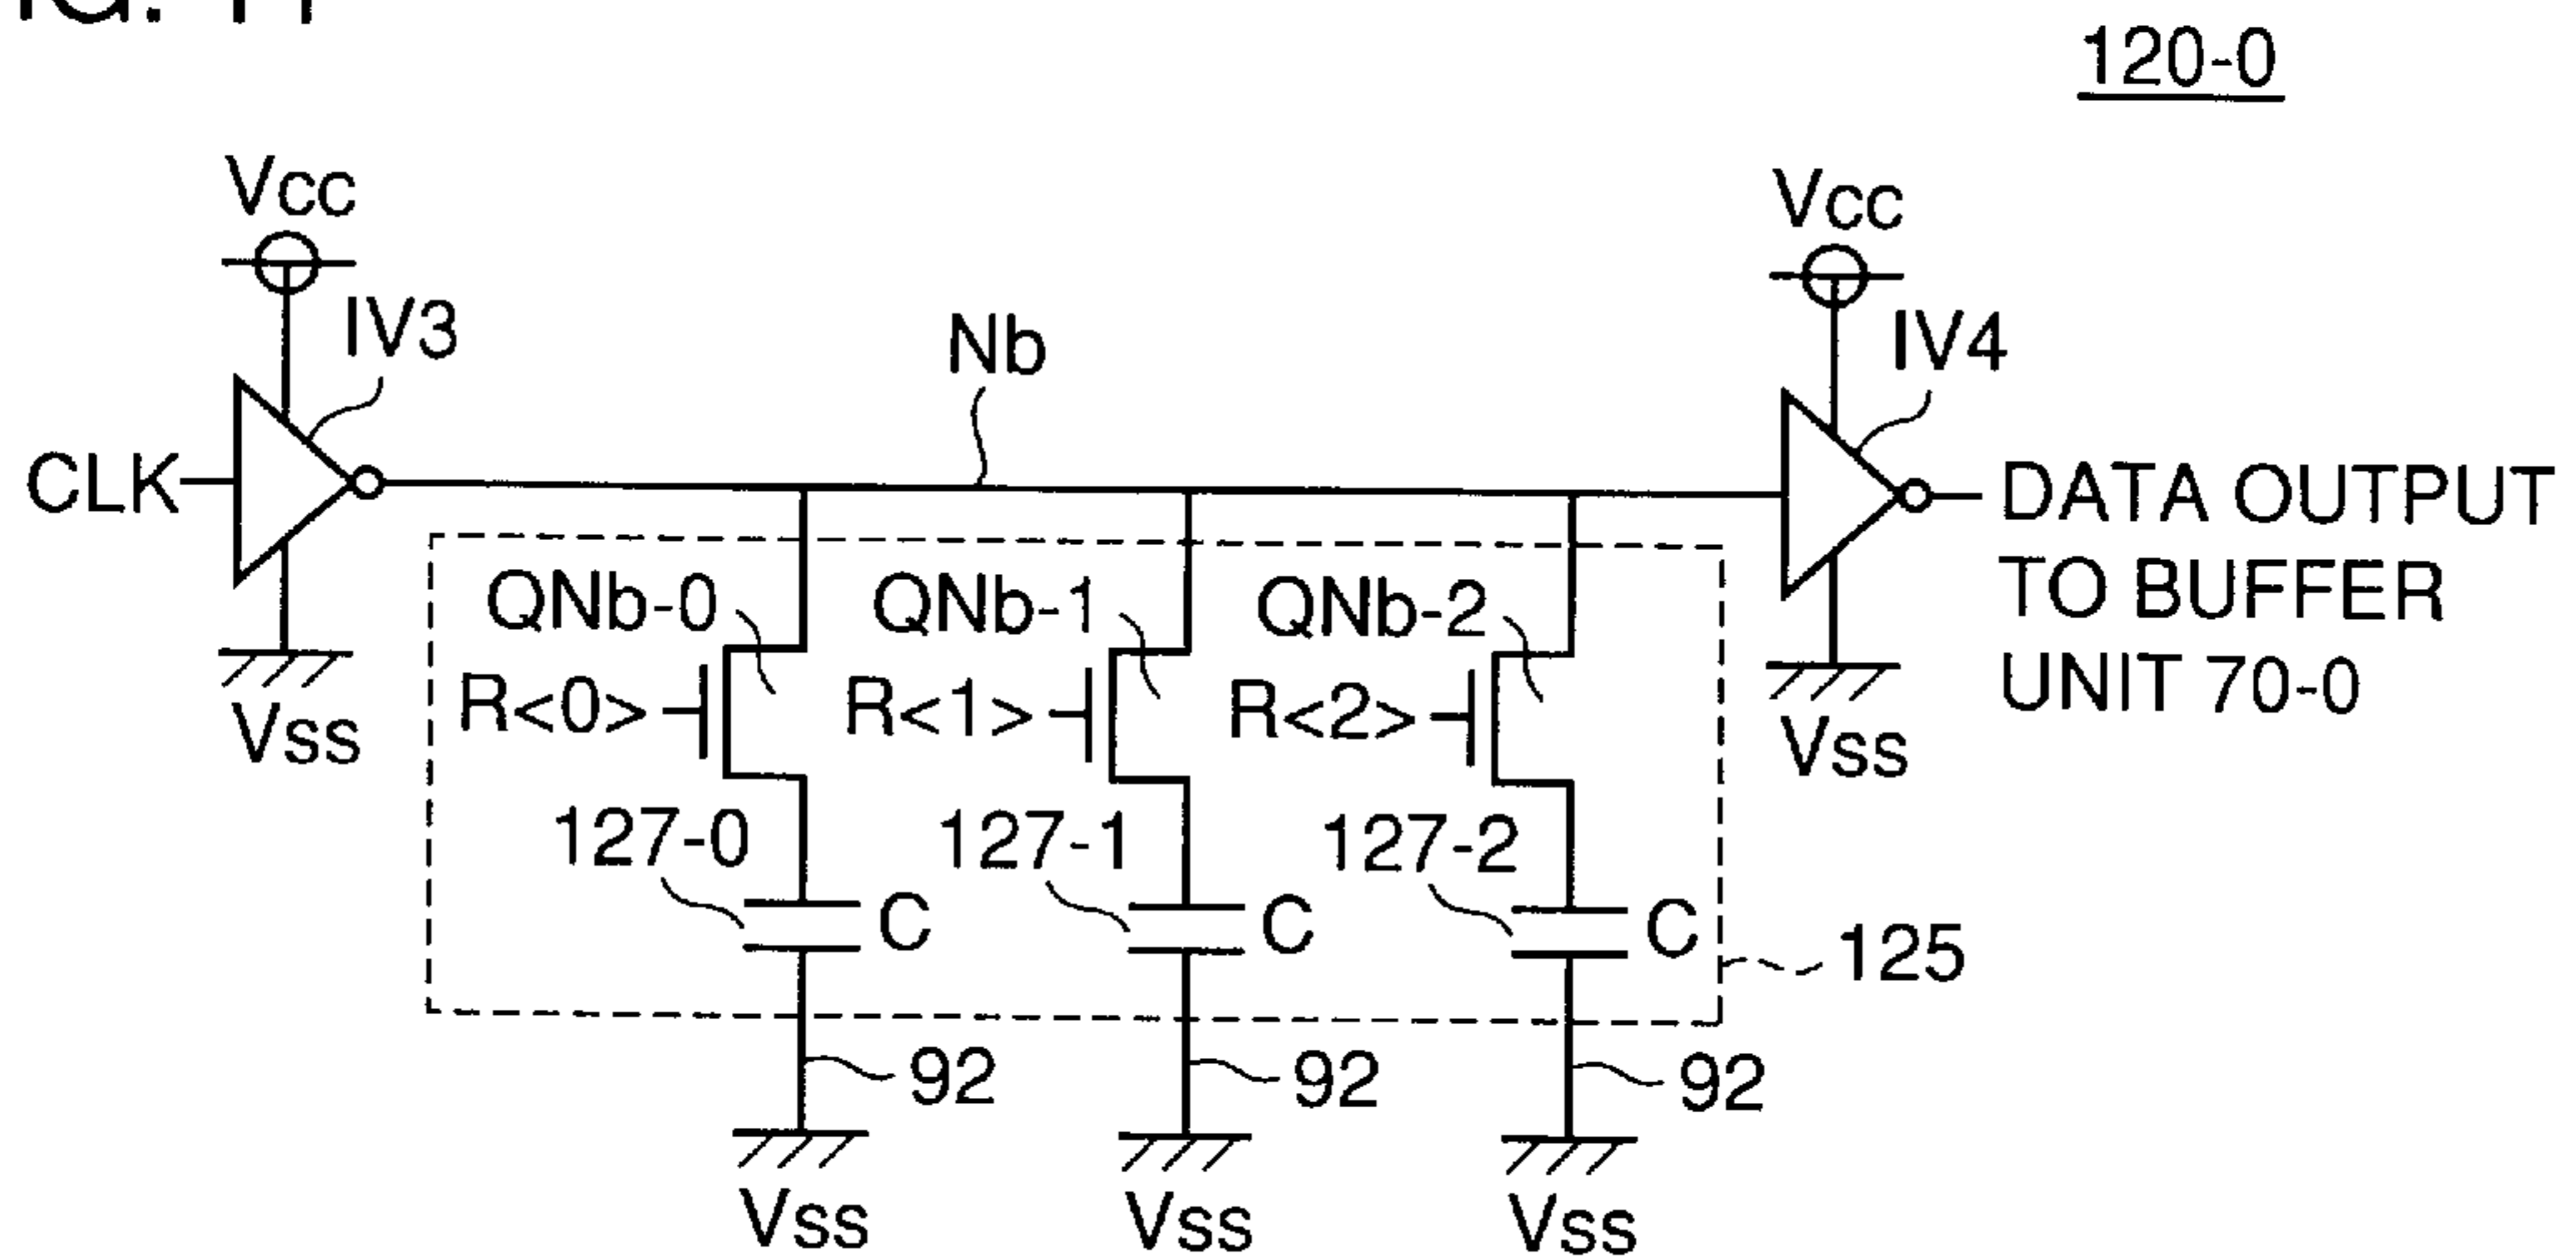 FIG. 11
120-0
Vcc
Vcc
IV3
IV4
Nb
CLK
DATA OUTPUT
TO BUFFER
UNIT 70-0
QNb-0
QNb-1
QNb-2
R<0>
R<1>
R<2>
Vss
Vss
127-0
127-1
127-2
C
C
C
125
92
92
92
Vss
Vss
Vss